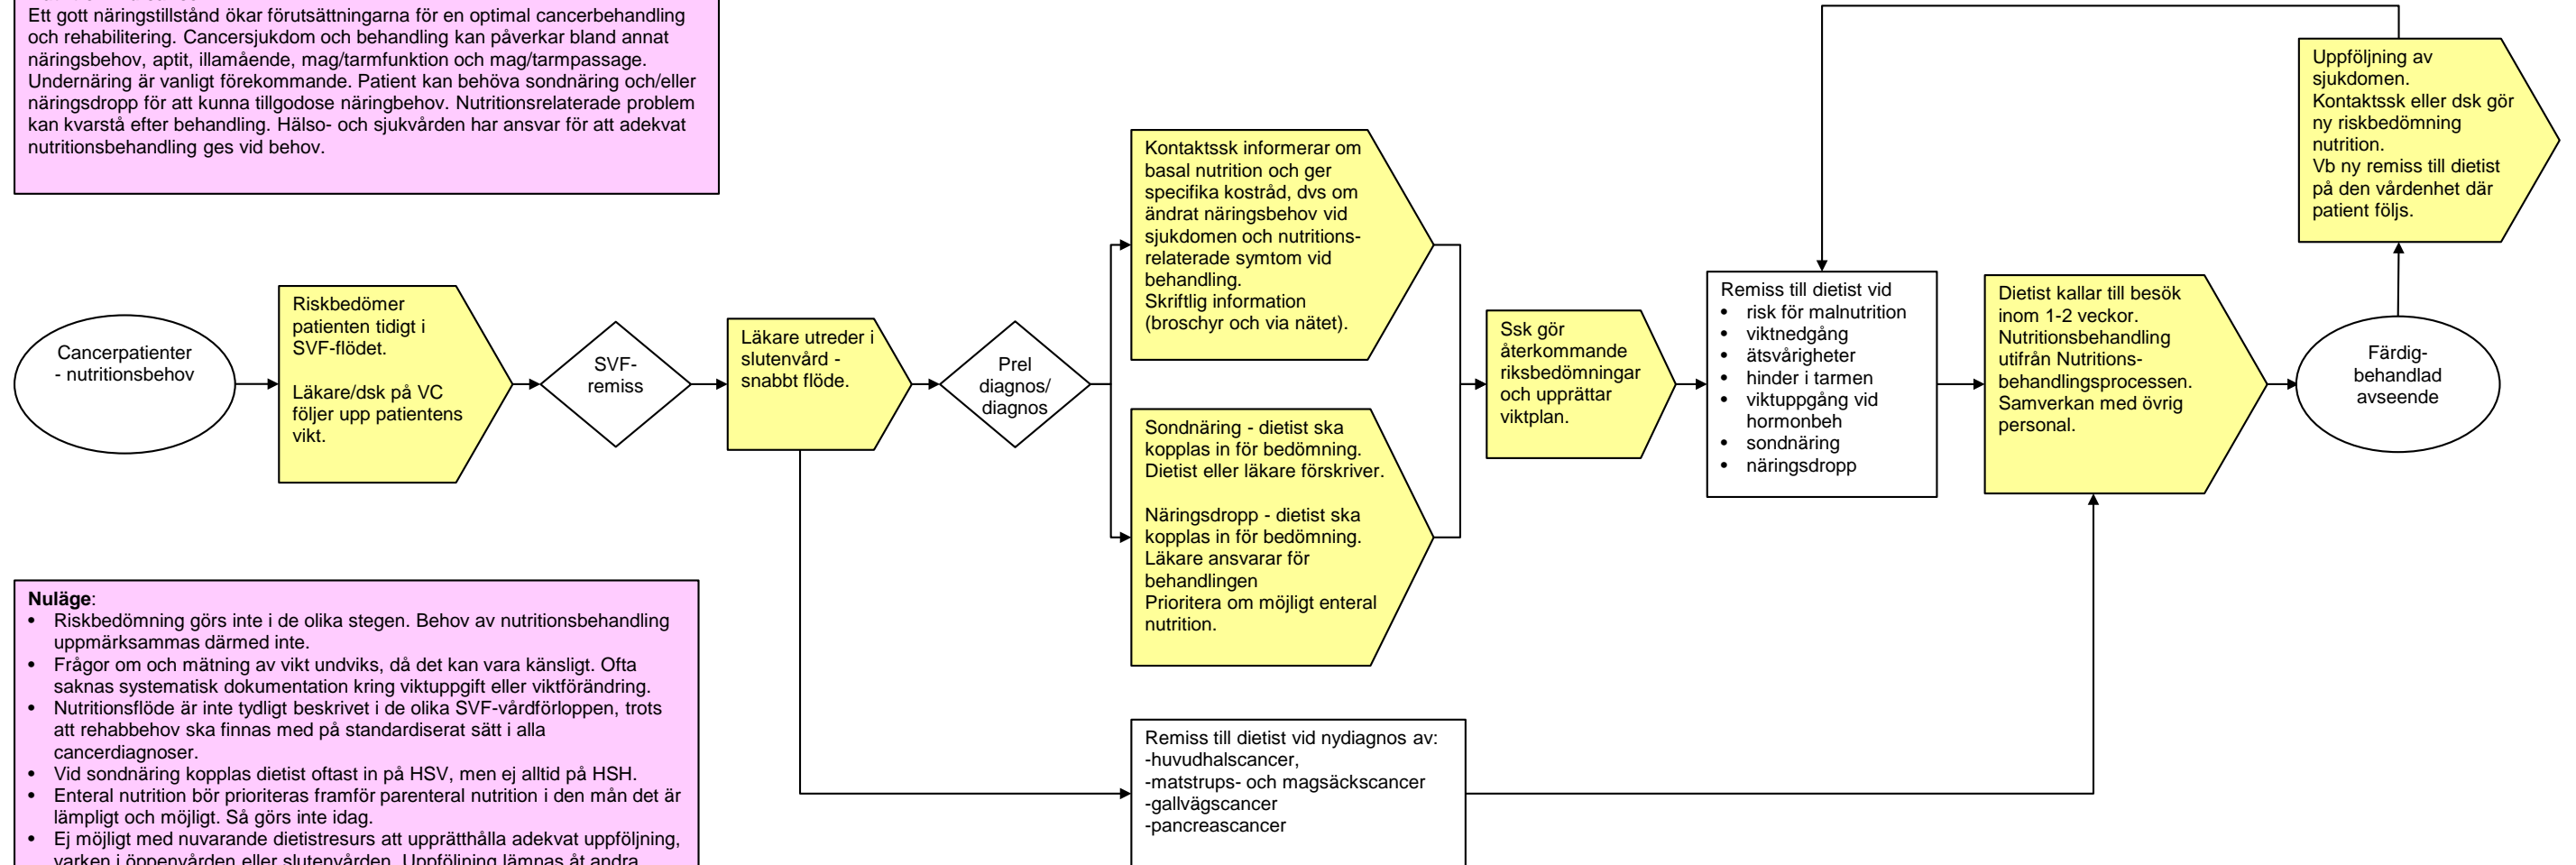 Ett gott näringstillstånd ökar förutsättningarna för en optimal cancerbehandling
och rehabilitering. Cancersjukdom och behandling kan påverkar bland annat
näringsbehov, aptit, illamående, mag/tarmfunktion och mag/tarmpassage.
Undernäring är vanligt förekommande. Patient kan behöva sondnäring och/eller
näringsdropp för att kunna tillgodose näringbehov. Nutritionsrelaterade problem
kan kvarstå efter behandling. Hälso- och sjukvården har ansvar för att adekvat
nutritionsbehandling ges vid behov.
Cancerpatienter
- nutritionsbehov
Riskbedömer
patienten tidigt i
SVF-flödet.
Läkare/dsk på VC
följer upp patientens
vikt.
SVF-
remiss
Läkare utreder i
slutenvård -
snabbt flöde.
Prel
diagnos/
diagnos
Kontaktssk informerar om
basal nutrition och ger
specifika kostråd, dvs om
ändrat näringsbehov vid
sjukdomen och nutritions-
relaterade symtom vid
behandling.
Skriftlig information
(broschyr och via nätet).
Sondnäring - dietist ska
kopplas in för bedömning.
Dietist eller läkare förskriver.
Näringsdropp - dietist ska
kopplas in för bedömning.
Läkare ansvarar för
behandlingen
Prioritera om möjligt enteral
nutrition.
Ssk gör
återkommande
riksbedömningar
och upprättar
viktplan.
Remiss till dietist vid
• risk för malnutrition
• viktnedgång
• ätsvårigheter
• hinder i tarmen
• viktuppgång vid
hormonbeh
• sondnäring
• näringsdropp
Dietist kallar till besök
inom 1-2 veckor.
Nutritionsbehandling
utifrån Nutritions-
behandlingsprocessen.
Samverkan med övrig
personal.
Färdig-
behandlad
avseende
Uppföljning av
sjukdomen.
Kontaktssk eller dsk gör
ny riskbedömning
nutrition.
Vb ny remiss till dietist
på den vårdenhet där
patient följs.
Nuläge:
• Riskbedömning görs inte i de olika stegen. Behov av nutritionsbehandling
uppmärksammas därmed inte.
• Frågor om och mätning av vikt undviks, då det kan vara känsligt. Ofta
saknas systematisk dokumentation kring viktuppgift eller viktförändring.
• Nutritionsflöde är inte tydligt beskrivet i de olika SVF-vårdförloppen, trots
att rehabbehov ska finnas med på standardiserat sätt i alla
cancerdiagnoser.
• Vid sondnäring kopplas dietist oftast in på HSV, men ej alltid på HSH.
• Enteral nutrition bör prioriteras framför parenteral nutrition i den mån det är
lämpligt och möjligt. Så görs inte idag.
• Ej möjligt med nuvarande dietistresurs att upprätthålla adekvat uppföljning,
varken i öppenvården eller slutenvården. Uppföljning lämnas åt andra
Remiss till dietist vid nydiagnos av:
-huvudhalscancer,
-matstrups- och magsäckscancer
-gallvägscancer
-pancreascancer